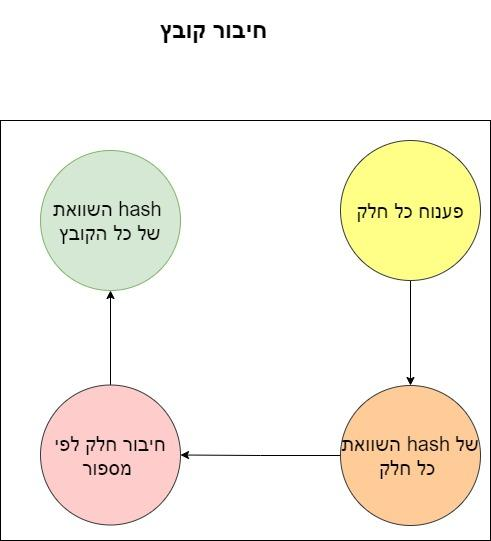 חיבור קובץ
פענוח כל חלק
השוואת hash של
כל חלק
חיבור חלק לפי
מספור
השוואת hash
של כל הקובץ